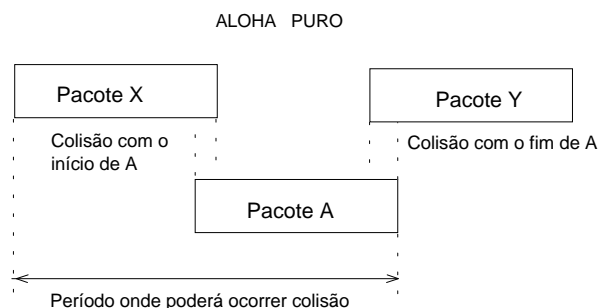 ALOHA PURO
Pacote X
Pacote Y
Colisão com o
início de A
Colisão com o fim de A
Pacote A
Período onde poderá ocorrer colisão